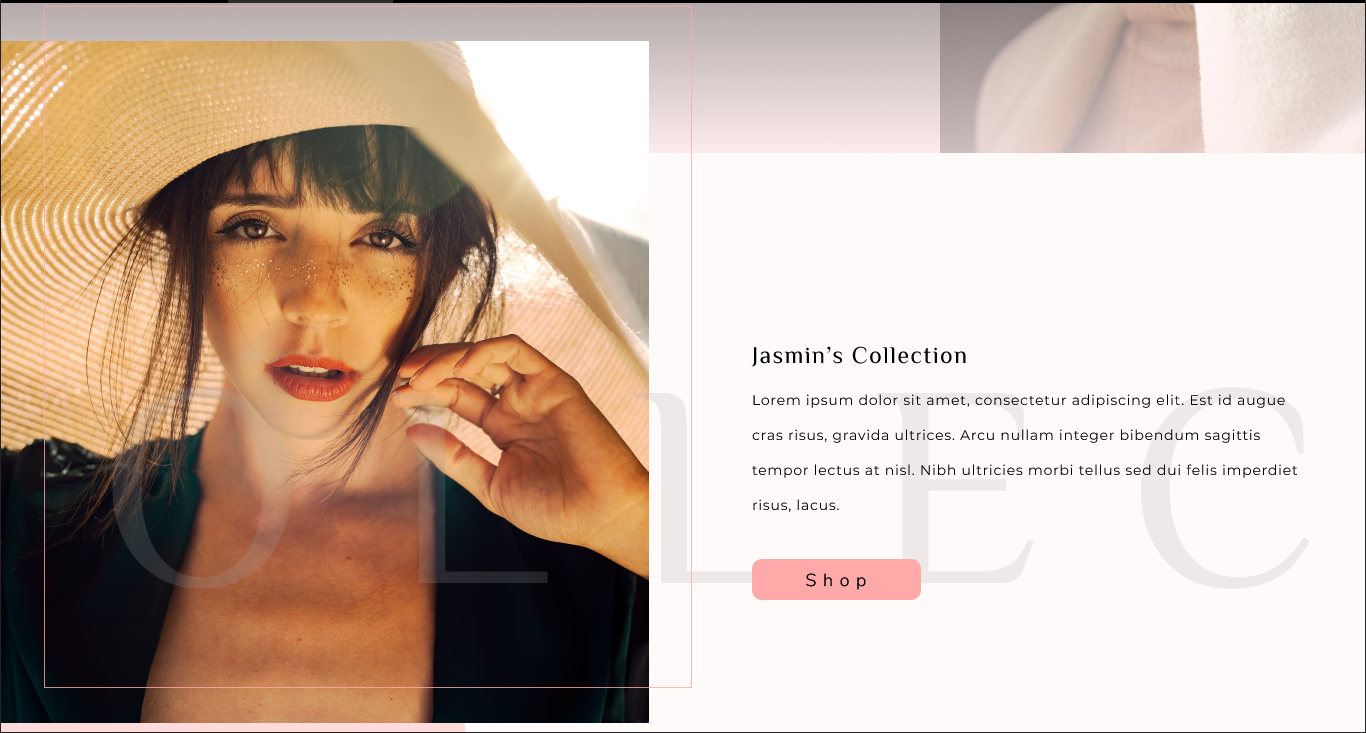 Jasmin’s Collection
Lorem ipsum dolor sit amet, consectetur adipiscing elit. Est id augue
cras risus, gravida ultrices. Arcu nullam integer bibendum sagittis
tempor lectus at nisl. Nibh ultricies morbi tellus sed dui felis imperdiet
risus, lacus.
OLLEC
Shop